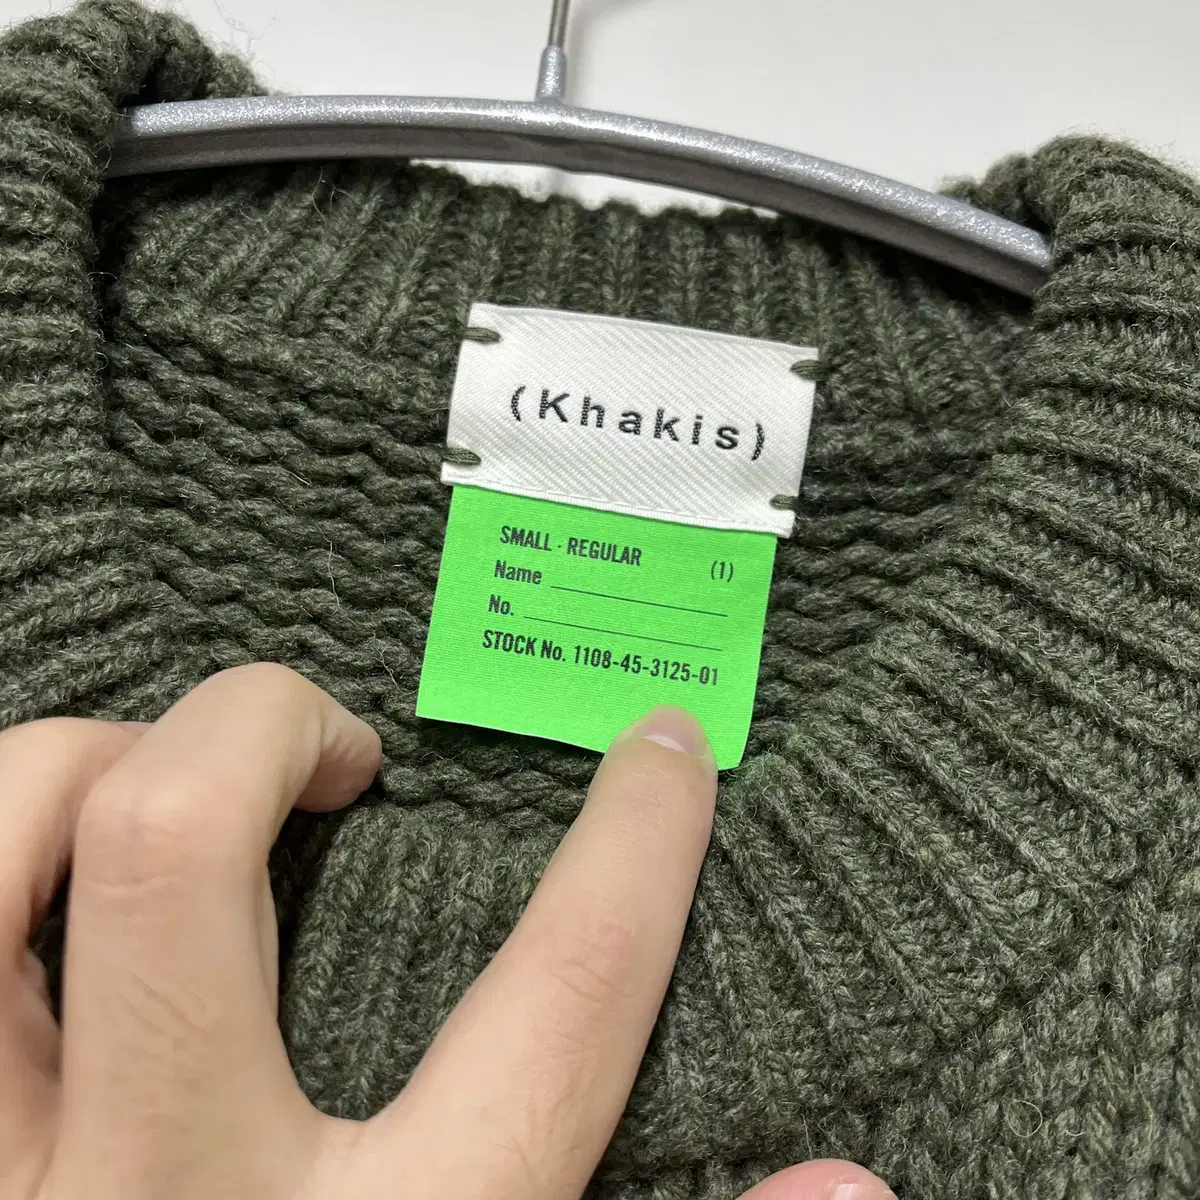 (Khakis)
SMALL · REGULAR (1)
Name
No.
STOCK No. 1108-45-3125-01